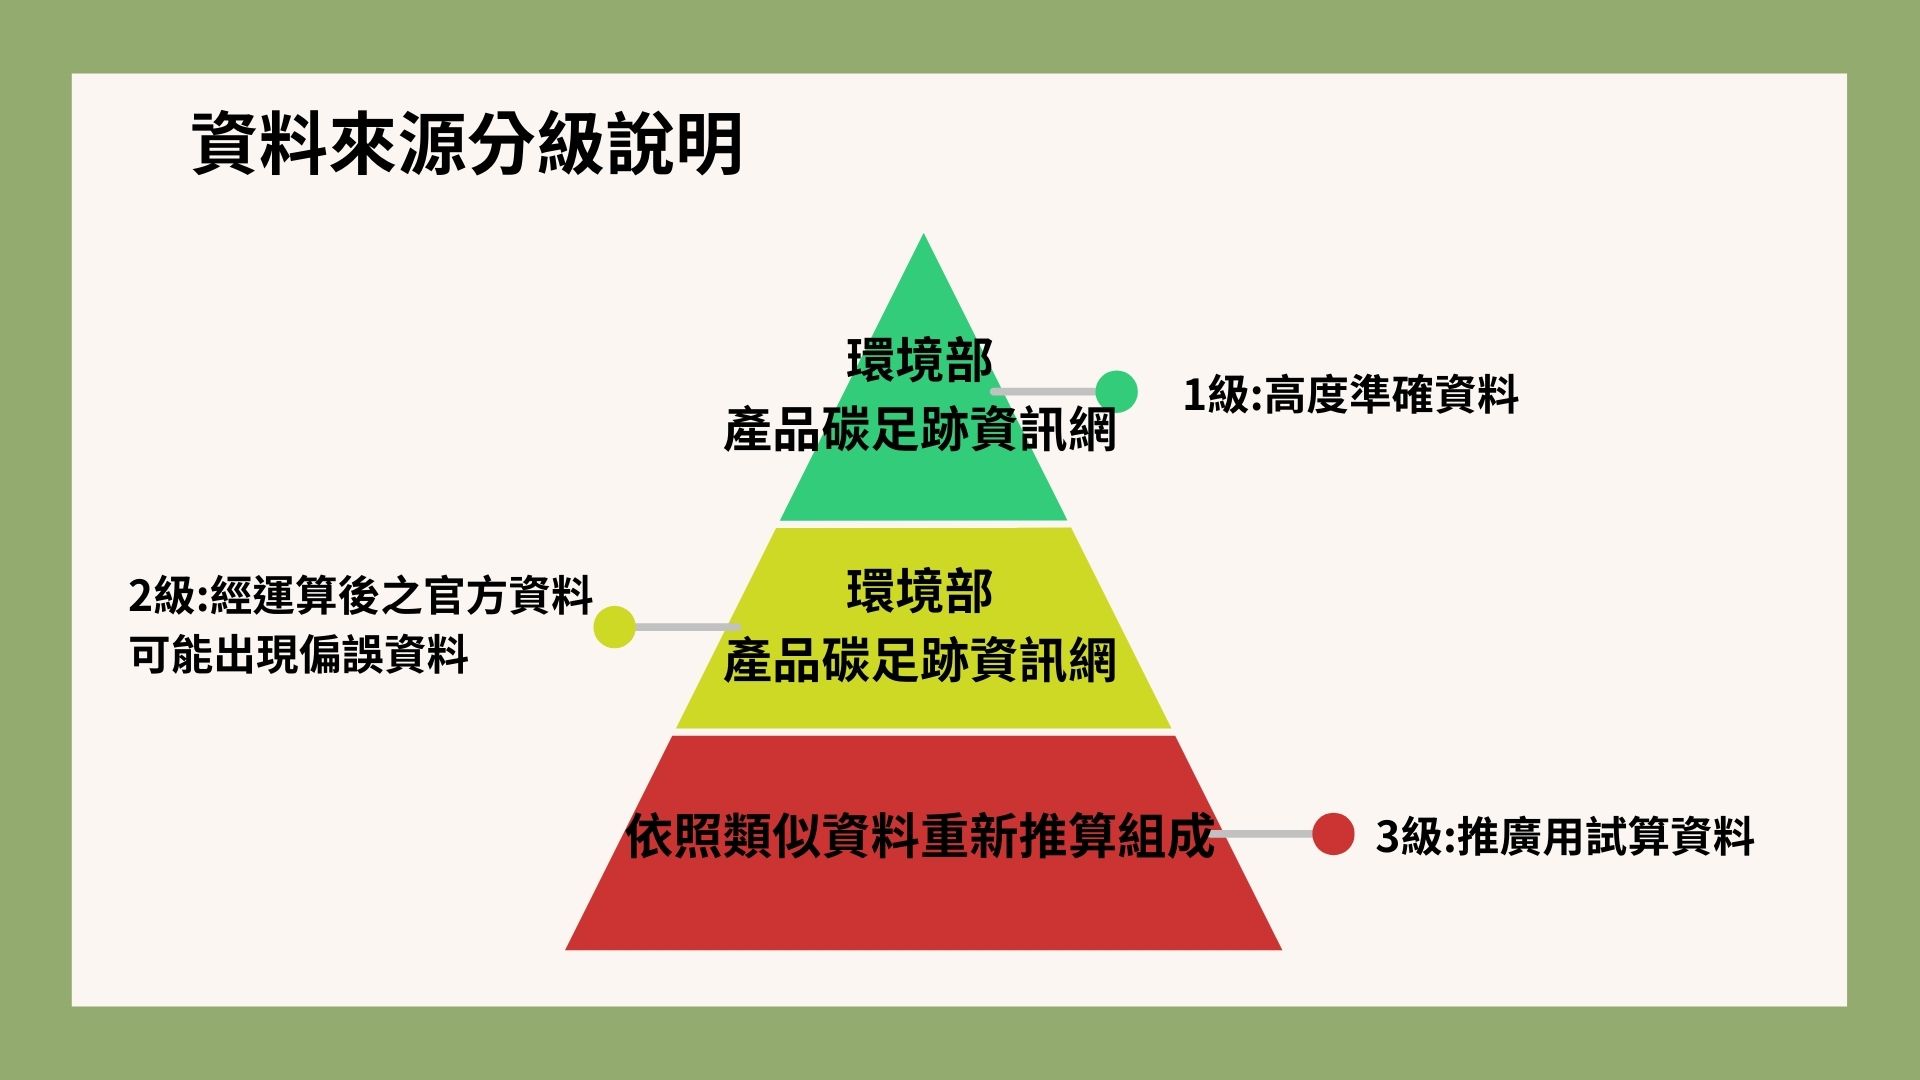 資料來源分級說明
環境部
產品碳足跡資訊網
1級:高度準確資料
2級:經運算後之官方資料
可能出現偏誤資料
環境部
產品碳足跡資訊網
依照類似資料重新推算組成
3級:推廣用試算資料